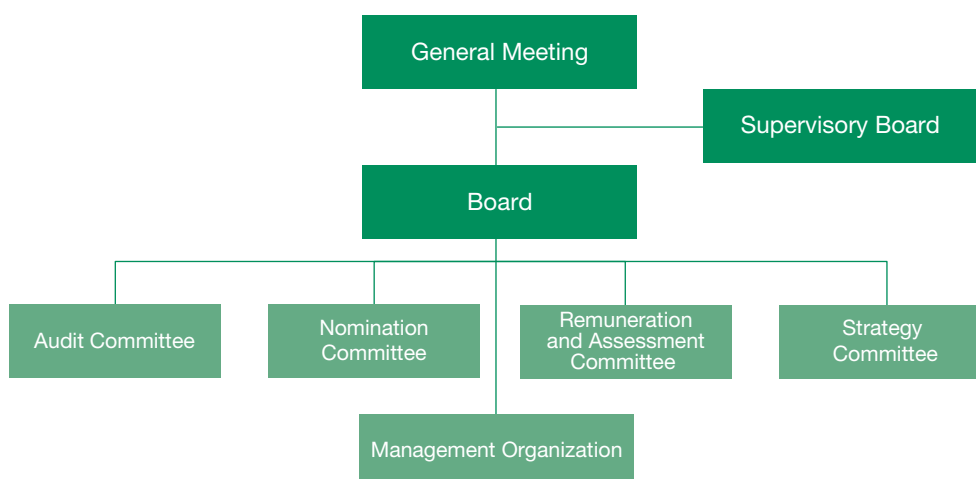 General Meeting
Supervisory Board
Board
Audit Committee
Nomination
Committee
Remuneration
and Assessment
Committee
Strategy
Committee
Management Organization